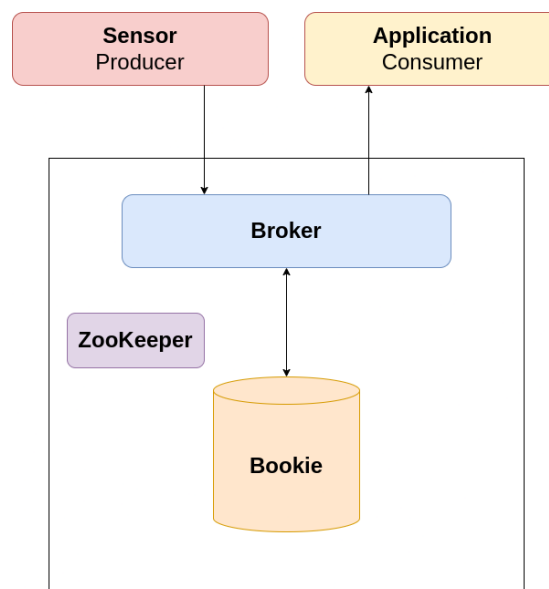 Sensor
Producer
Application
Consumer
Broker
ZooKeeper
Bookie